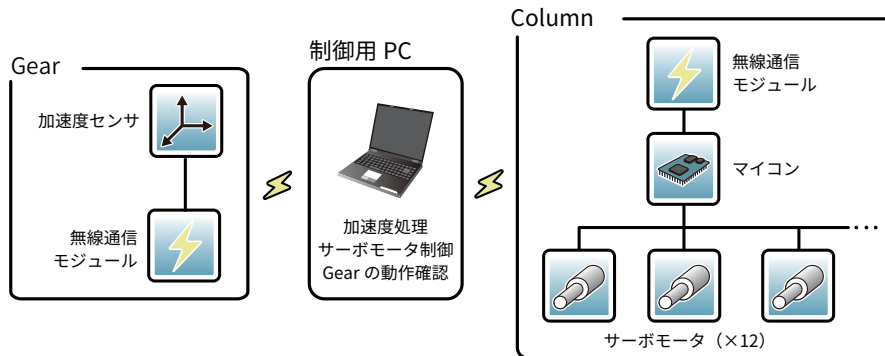 Gear
加速度センサ
無線通信
モジュール
制御用 PC
加速度処理
サーボモータ制御
Gear の動作確認
Column
無線通信
モジュール
マイコン
サーボモータ（×12）